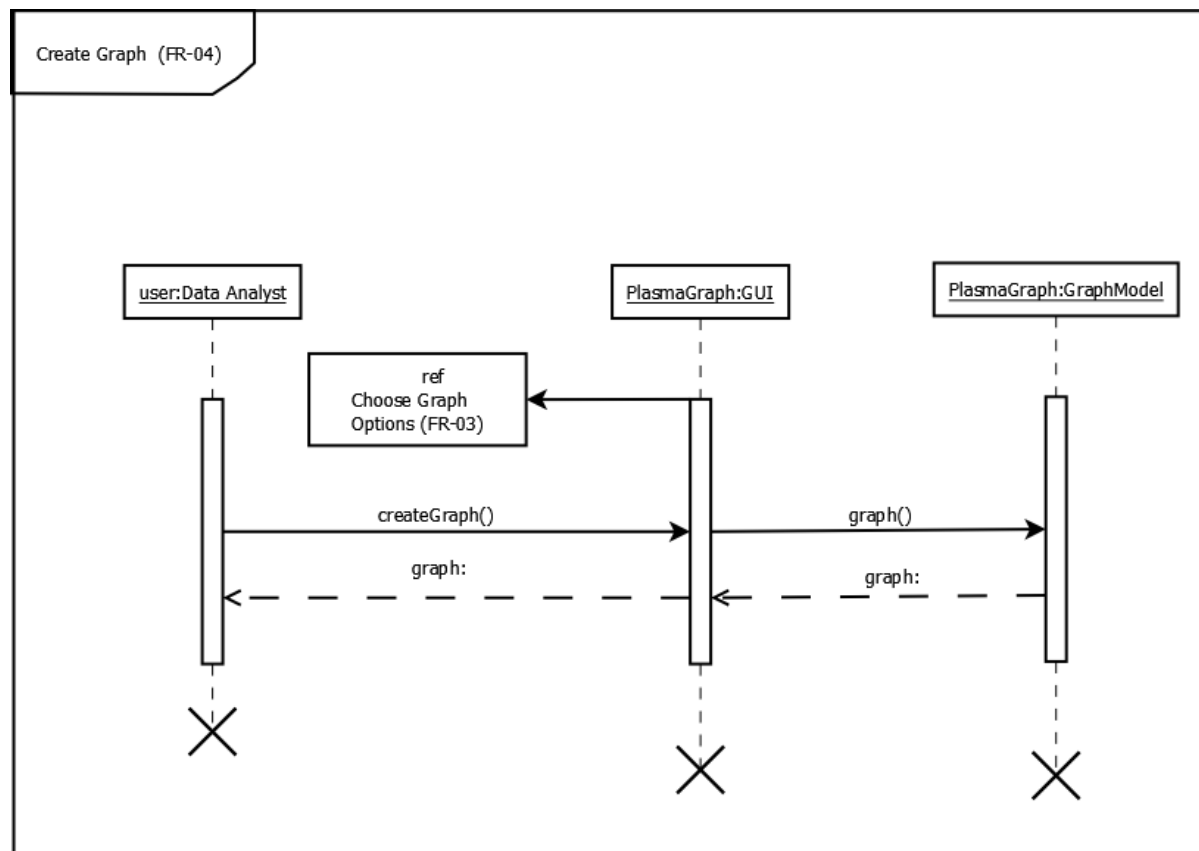 Create Graph (FR-04)
user:Data Analyst
PlasmaGraph:GUI
PlasmaGraph:GraphModel
ref
Choose Graph
Options (FR-03)
createGraph()
graph()
graph:
graph: